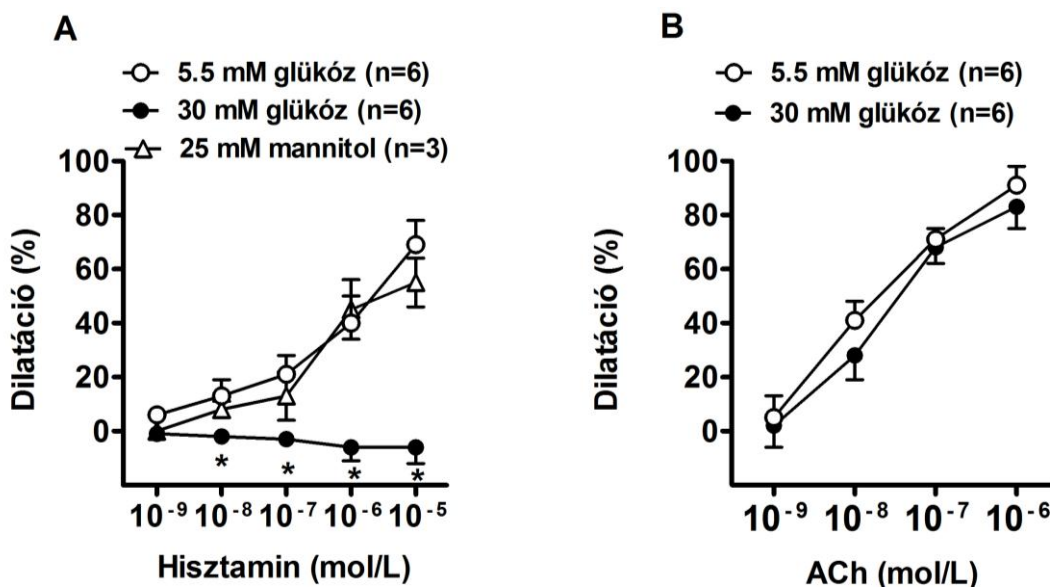 A
5.5 mM glükóz (n=6)
30 mM glükóz (n=6)
25 mM mannitol (n=3)
Dilatáció (%)
100
80
60
40
20
0
* * * *
10⁻⁹ 10⁻⁸ 10⁻⁷ 10⁻⁶ 10⁻⁵
Hisztamin (mol/L)
B
5.5 mM glükóz (n=6)
30 mM glükóz (n=6)
Dilatáció (%)
100
80
60
40
20
0
10⁻⁹ 10⁻⁸ 10⁻⁷ 10⁻⁶
ACh (mol/L)